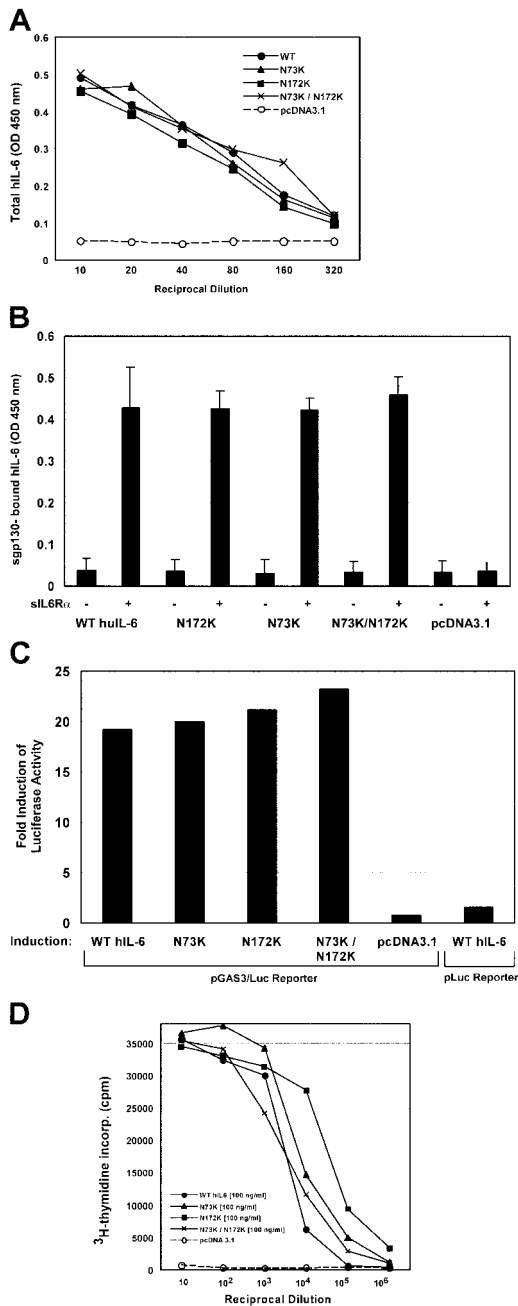 A
Total hIL-6 (OD 450 nm)
0.6
0.5
0.4
0.3
0.2
0.1
0
WT
N73K
N172K
N73K / N172K
pcDNA3.1
10 20 40 80 160 320
Reciprocal Dilution
B
sgp130- bound hIL-6 (OD 450 nm)
0.6
0.5
0.4
0.3
0.2
0.1
0
sIL6Rα - + - + - + - + - +
WT huIL-6 N172K N73K N73K/N172K pcDNA3.1
C
Fold Induction of
Luciferase Activity
25
20
15
10
5
0
Induction: WT hIL-6 N73K N172K N73K / pcDNA3.1 WT hIL-6
N172K
pGAS3/Luc Reporter pLuc Reporter
D
³H-thymidine incorp. (cpm)
35000
30000
25000
20000
15000
10000
5000
0
WT hIL6 [100 ng/ml]
N73K [100 ng/ml]
N172K [100 ng/ml]
N73K / N172K [100 ng/ml]
pcDNA 3.1
10 10² 10³ 10⁴ 10⁵ 10⁶
Reciprocal Dilution